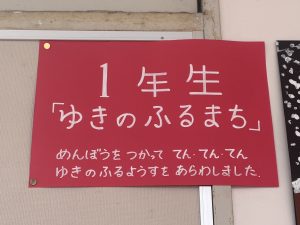 1年生
「ゆきのふるまち」
めんぼうを つかって てん・てん・てん
ゆきの ふるようすを あらわしました.